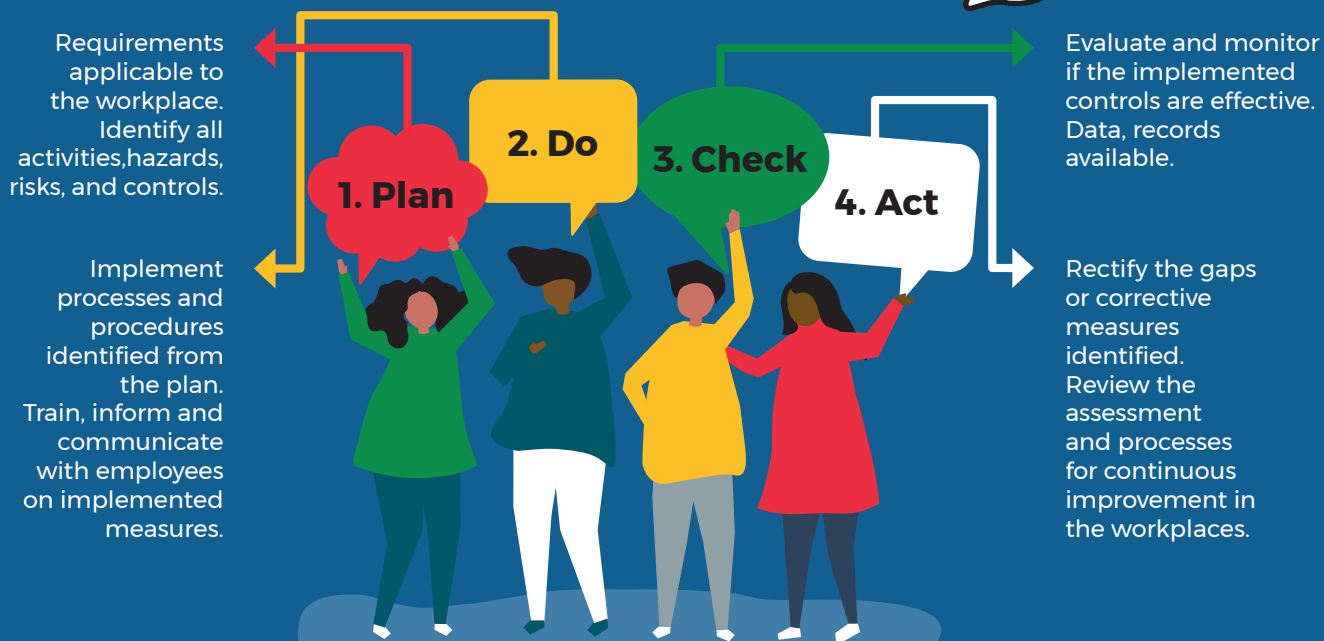 1. Plan
Requirements
applicable to
the workplace.
Identify all
activities,hazards,
risks, and controls.
2. Do
Implement
processes and
procedures
identified from
the plan.
Train, inform and
communicate
with employees
on implemented
measures.
3. Check
Evaluate and monitor
if the implemented
controls are effective.
Data, records
available.
4. Act
Rectify the gaps
or corrective
measures
identified.
Review the
assessment
and processes
for continuous
improvement in
the workplaces.